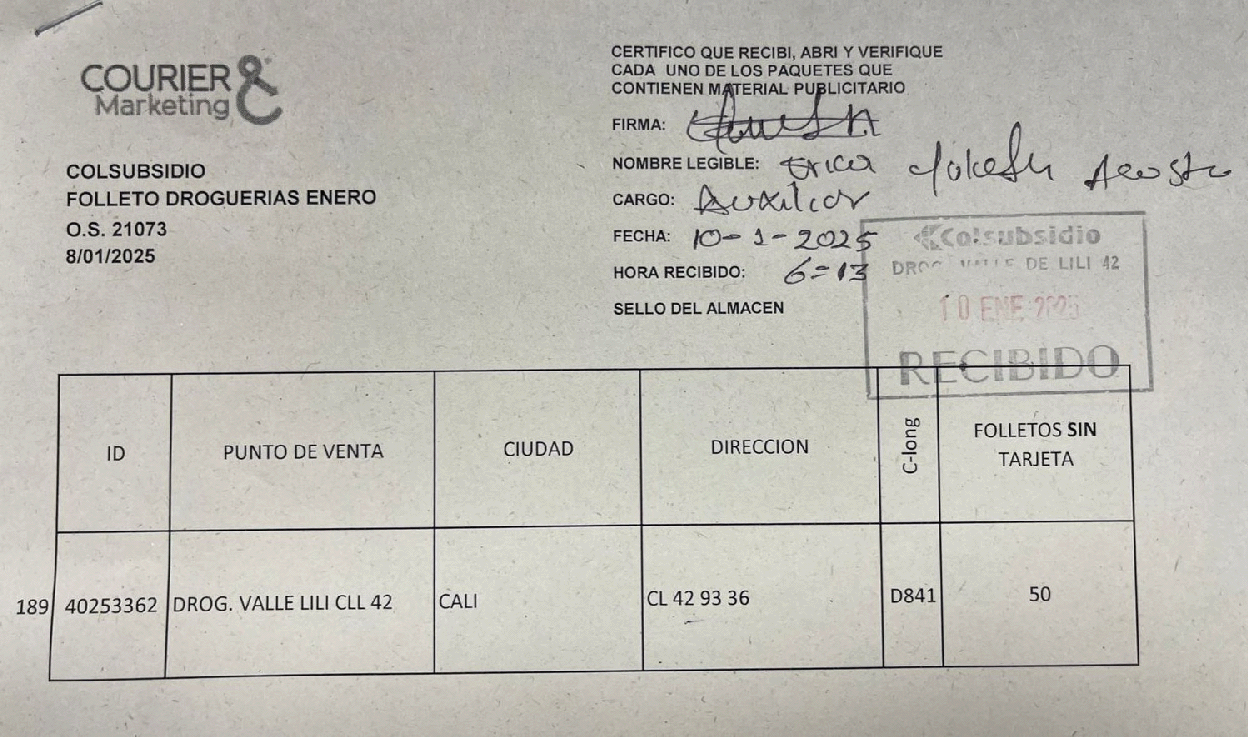 COURIER &
Marketing
COLSUBSIDIO
FOLLETO DROGUERIAS ENERO
O.S. 21073
8/01/2025
CERTIFICO QUE RECIBI, ABRI Y VERIFIQUE
CADA UNO DE LOS PAQUETES QUE
CONTIENEN MATERIAL PUBLICITARIO
FIRMA:
NOMBRE LEGIBLE: Erica Acosta
CARGO: Auxiliar
FECHA: 10-1-2025
HORA RECIBIDO: 6=13
SELLO DEL ALMACEN
Colsubsidio
DROG VALLE DE LILI 42
10 ENE 2025
RECIBIDO
ID PUNTO DE VENTA CIUDAD DIRECCION C-long FOLLETOS SIN
TARJETA
189 40253362 DROG. VALLE LILI CLL 42 CALI CL 42 93 36 D841 50